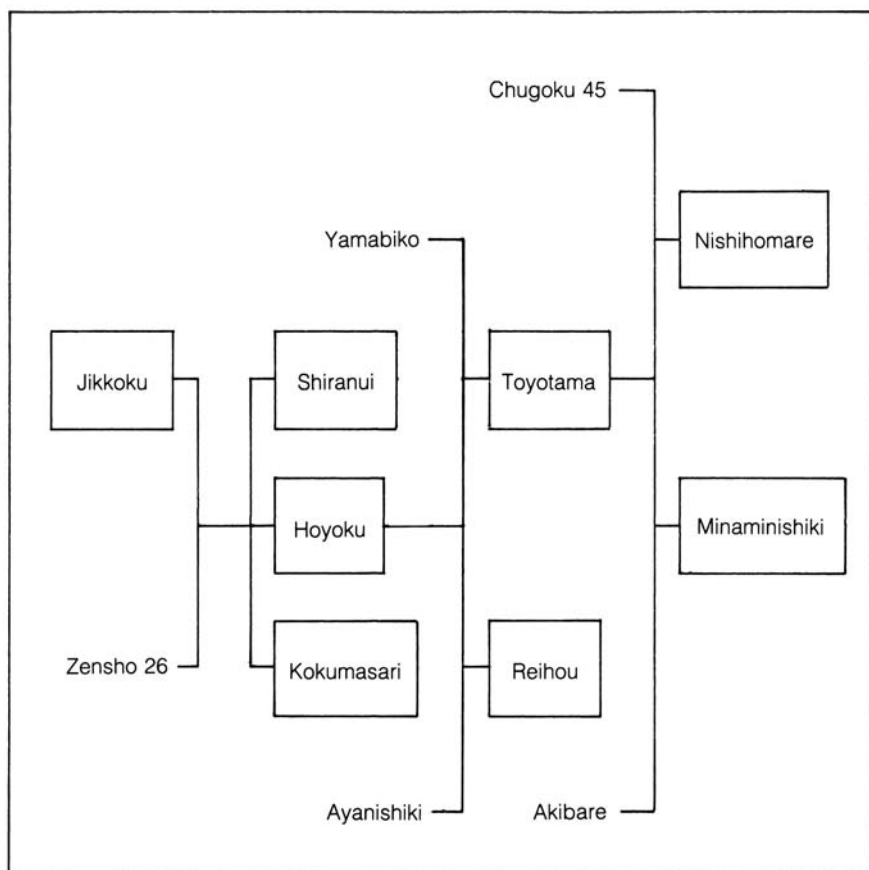 Chugoku 45
Nishihomare
Yamabiko
Jikkoku
Shiranui
Toyotama
Hoyoku
Minaminishiki
Zensho 26
Kokumasari
Reihou
Ayanishiki
Akibare